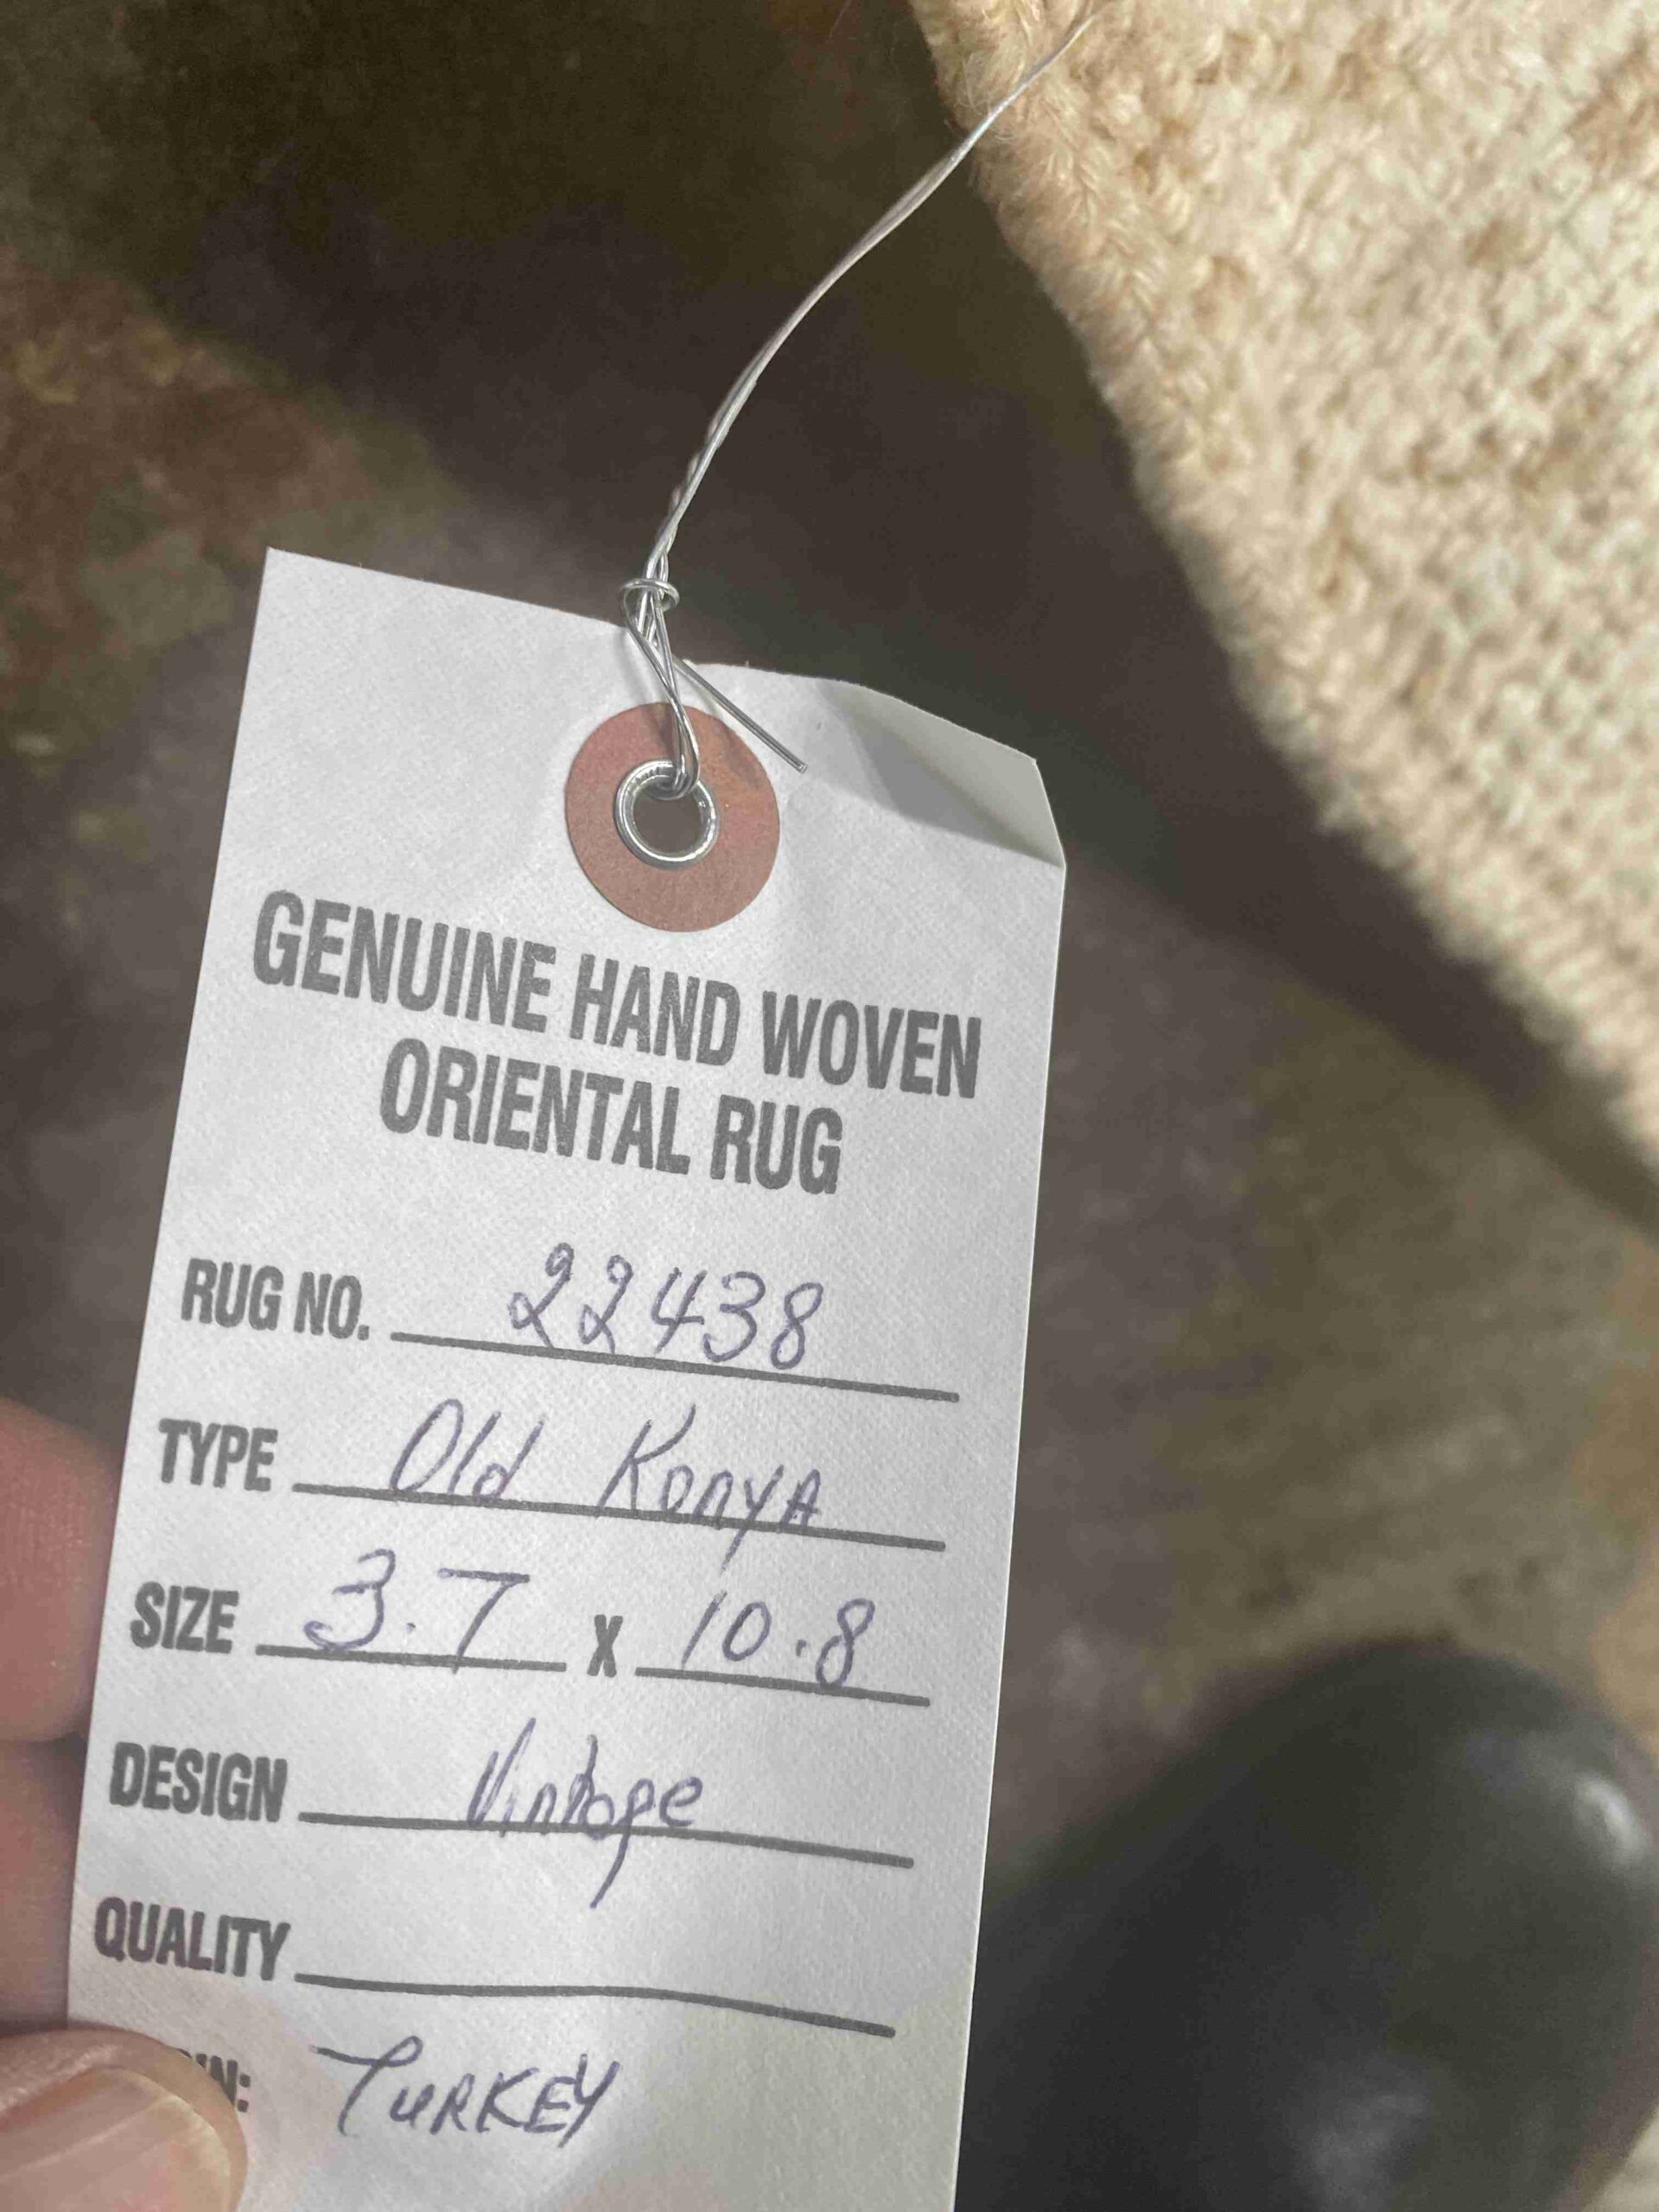 GENUINE HAND WOVEN
ORIENTAL RUG
RUG NO. 22438
TYPE Old KonyA
SIZE 3.7 X 10.8
DESIGN Vintage
QUALITY
TURKEY